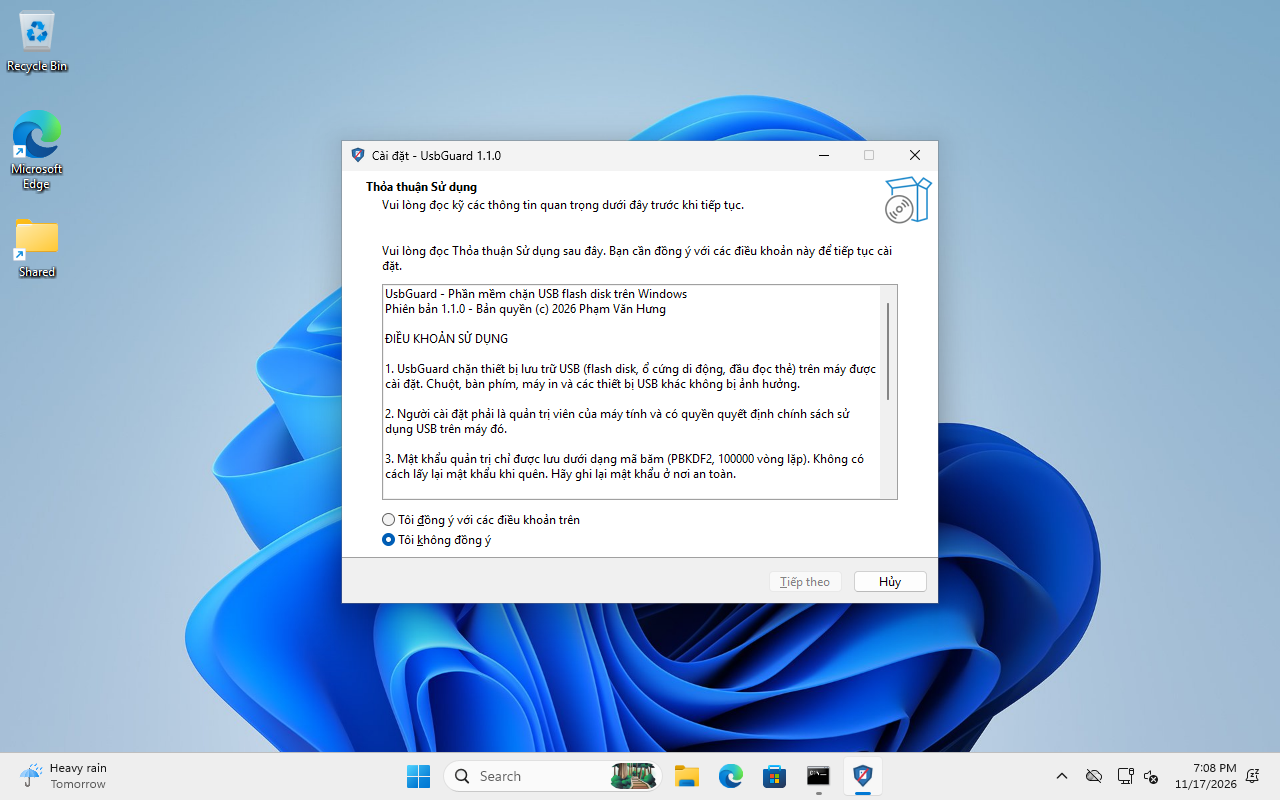 Recycle Bin
Microsoft
Edge
Shared
Cài đặt - UsbGuard 1.1.0
Thỏa thuận Sử dụng
Vui lòng đọc kỹ các thông tin quan trọng dưới đây trước khi tiếp tục.
Vui lòng đọc Thỏa thuận Sử dụng sau đây. Bạn cần đồng ý với các điều khoản này để tiếp tục cài
đặt.
UsbGuard - Phần mềm chặn USB flash disk trên Windows
Phiên bản 1.1.0 - Bản quyền (c) 2026 Phạm Văn Hưng
ĐIỀU KHOẢN SỬ DỤNG
1. UsbGuard chặn thiết bị lưu trữ USB (flash disk, ổ cứng di động, đầu đọc thẻ) trên máy được
cài đặt. Chuột, bàn phím, máy in và các thiết bị USB khác không bị ảnh hưởng.
2. Người cài đặt phải là quản trị viên của máy tính và có quyền quyết định chính sách sử
dụng USB trên máy đó.
3. Mật khẩu quản trị chỉ được lưu dưới dạng mã băm (PBKDF2, 100000 vòng lặp). Không có
cách lấy lại mật khẩu khi quên. Hãy ghi lại mật khẩu ở nơi an toàn.
Tôi đồng ý với các điều khoản trên
Tôi không đồng ý
Tiếp theo
Hủy
Heavy rain
Tomorrow
Search
7:08 PM
11/17/2026